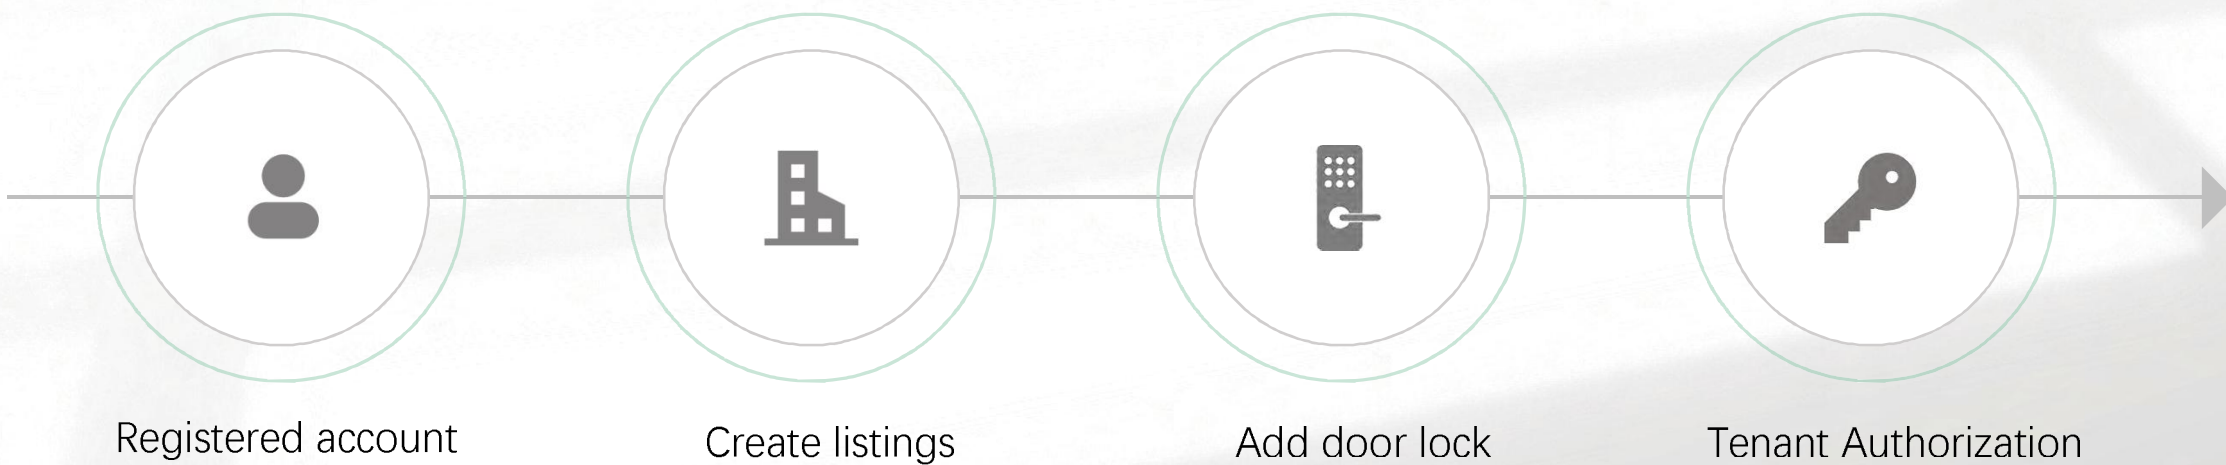 Registered account
Create listings
Add door lock
Tenant Authorization